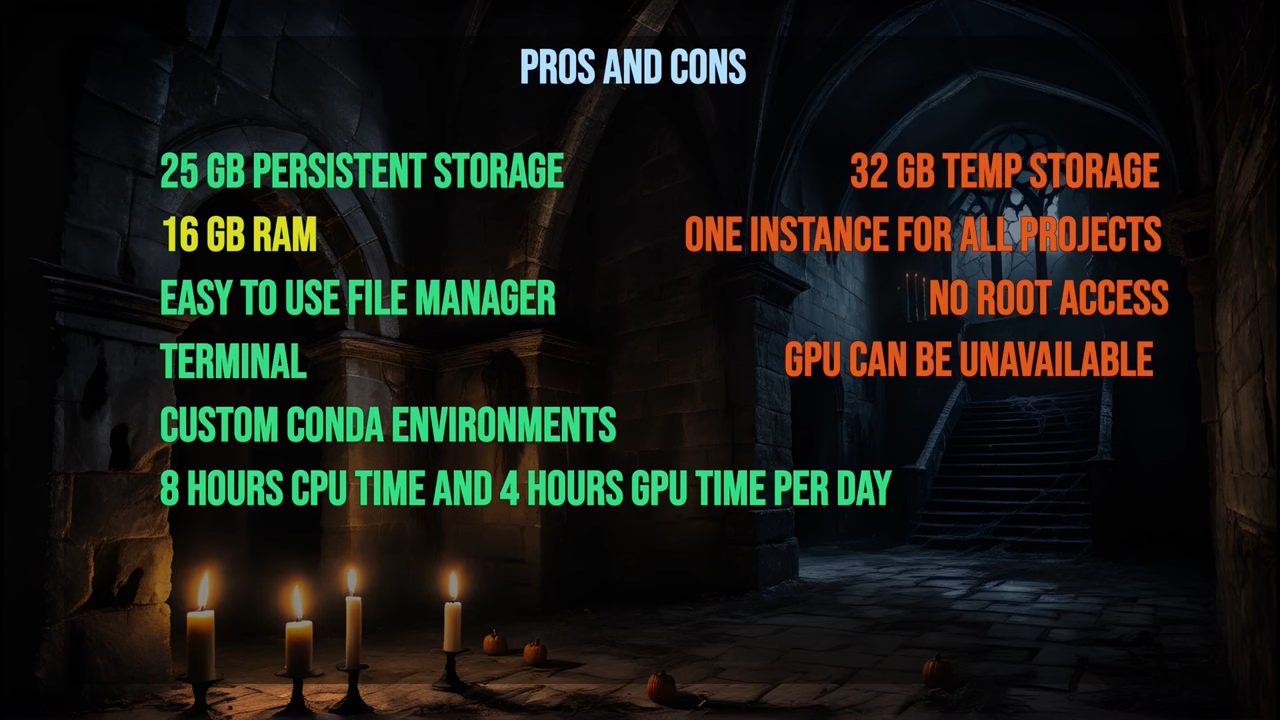 PROS AND CONS
25 GB PERSISTENT STORAGE
16 GB RAM
EASY TO USE FILE MANAGER
TERMINAL
CUSTOM CONDA ENVIRONMENTS
8 HOURS CPU TIME AND 4 HOURS GPU TIME PER DAY
32 GB TEMP STORAGE
ONE INSTANCE FOR ALL PROJECTS
NO ROOT ACCESS
GPU CAN BE UNAVAILABLE